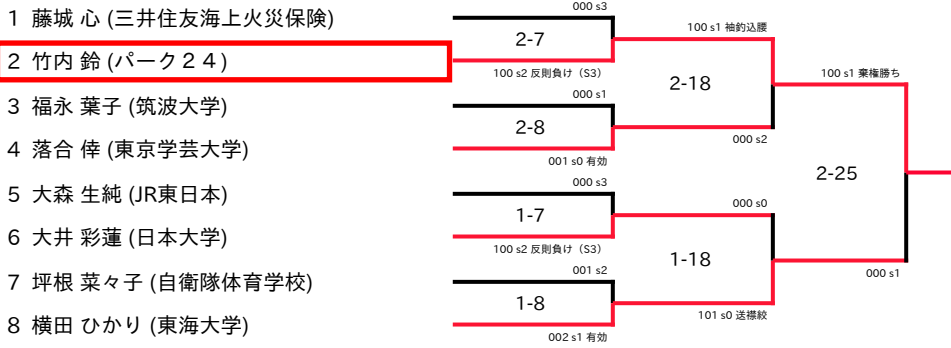 1 藤城 心 (三井住友海上火災保険)
2 竹内 鈴 (パーク２４)
3 福永 葉子 (筑波大学)
4 落合 倖 (東京学芸大学)
5 大森 生純 (JR東日本)
6 大井 彩蓮 (日本大学)
7 坪根 菜々子 (自衛隊体育学校)
8 横田 ひかり (東海大学)
000 s3
2-7
100 s2 反則負け（S3）
000 s1
2-8
001 s0 有効
000 s3
1-7
100 s2 反則負け（S3）
001 s2
1-8
002 s1 有効
100 s1 袖釣込腰
2-18
000 s2
000 s0
1-18
101 s0 送襟絞
100 s1 棄権勝ち
2-25
000 s1